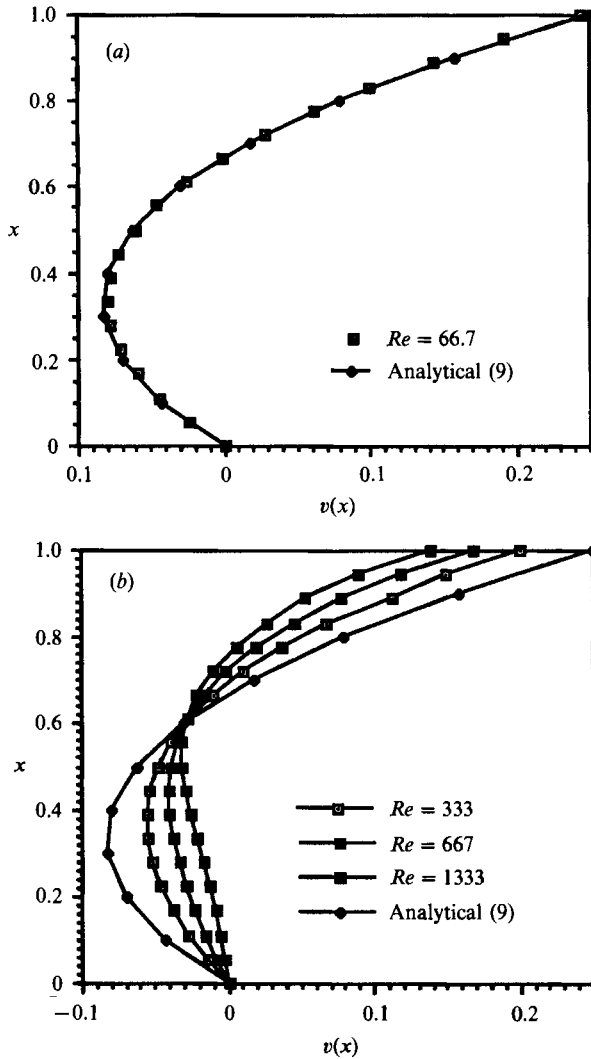 1.0
(a)
0.8
0.6
x
0.4
Re = 66.7
0.2
Analytical (9)
0
0.1 0 0.1 0.2
v(x)
1.0
(b)
0.8
0.6
x
0.4
Re = 333
Re = 667
0.2
Re = 1333
Analytical (9)
0
−0.1 0 0.1 0.2
v(x)